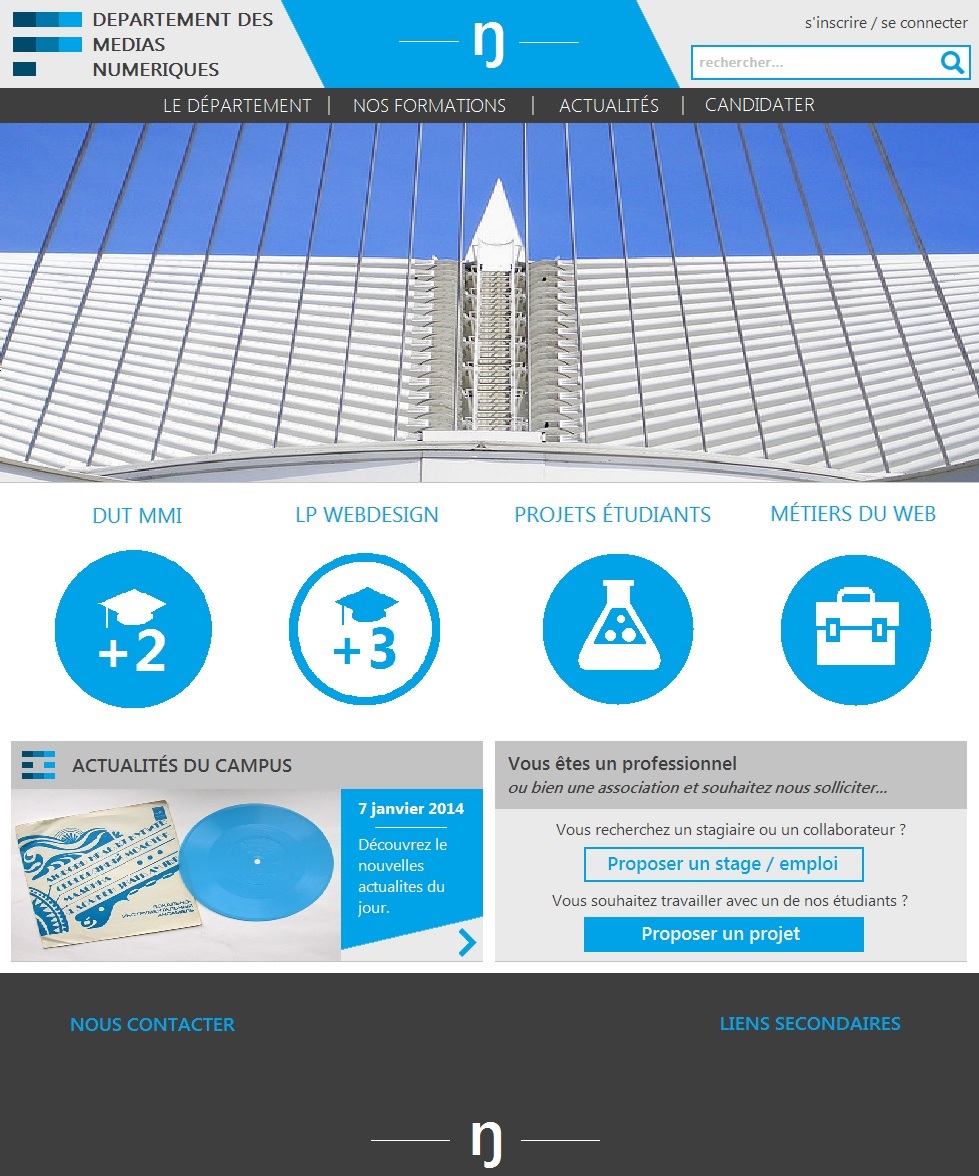 DEPARTEMENT DES
MEDIAS
NUMERIQUES
ŋ
s'inscrire / se connecter
rechercher...
LE DÉPARTEMENT | NOS FORMATIONS | ACTUALITÉS | CANDIDATER
DUT MMI
LP WEBDESIGN
PROJETS ÉTUDIANTS
MÉTIERS DU WEB
+2
+3
ACTUALITÉS DU CAMPUS
7 janvier 2014
Découvrez le
nouvelles
actualites du
jour.
Vous êtes un professionnel
ou bien une association et souhaitez nous solliciter...
Vous recherchez un stagiaire ou un collaborateur ?
Proposer un stage / emploi
Vous souhaitez travailler avec un de nos étudiants ?
Proposer un projet
NOUS CONTACTER
LIENS SECONDAIRES
ŋ